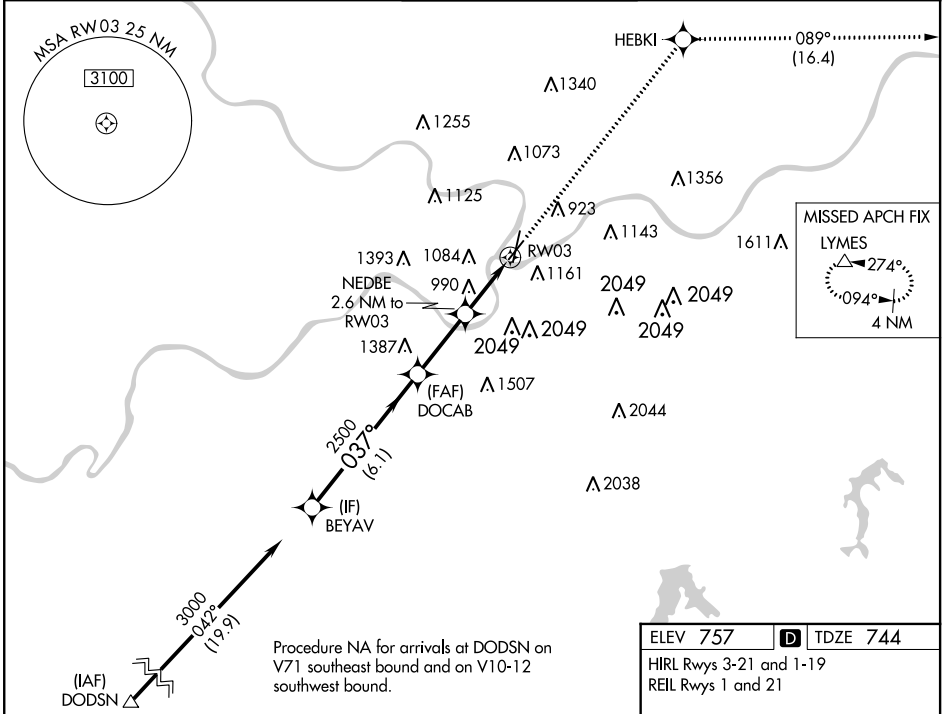 MSA RW03 25 NM
3100
HEBKI
089°
(16.4)
1340
1255
1073
1356
1125
923
1143
1611
MISSED APCH FIX
LYMES
274°
094°
4 NM
1393
1084
RW03
990
1161
NEDBE
2.6 NM to
RW03
2049
2049
2049
2049
2049
1387
(FAF)
DOCAB
1507
2044
2500
037°
(6.1)
2038
(IF)
BEYAV
3000
042°
(19.9)
(IAF)
DODSN
Procedure NA for arrivals at DODSN on
V71 southeast bound and on V10-12
southwest bound.
ELEV 757 D TDZE 744
HIRL Rwys 3-21 and 1-19
REIL Rwys 1 and 21